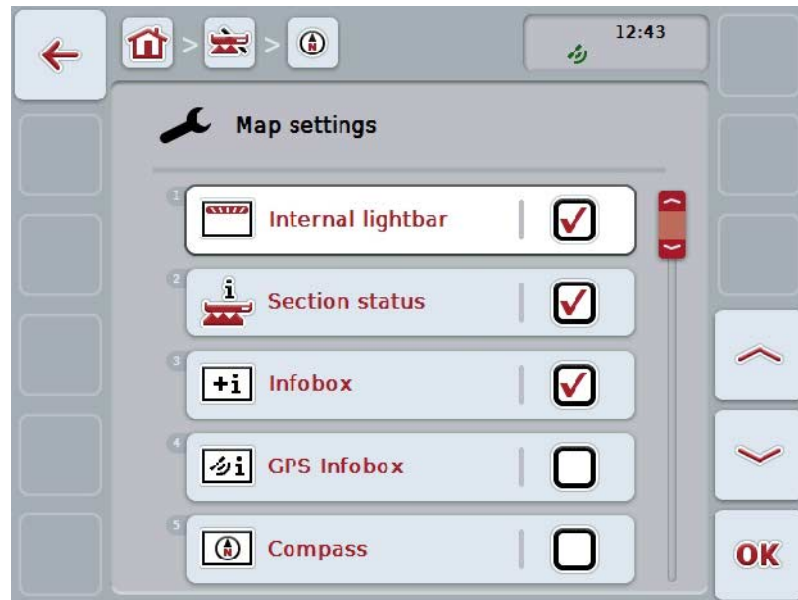 12:43
Map settings
1
Internal lightbar
2
Section status
3
Infobox
4
GPS Infobox
5
Compass
OK